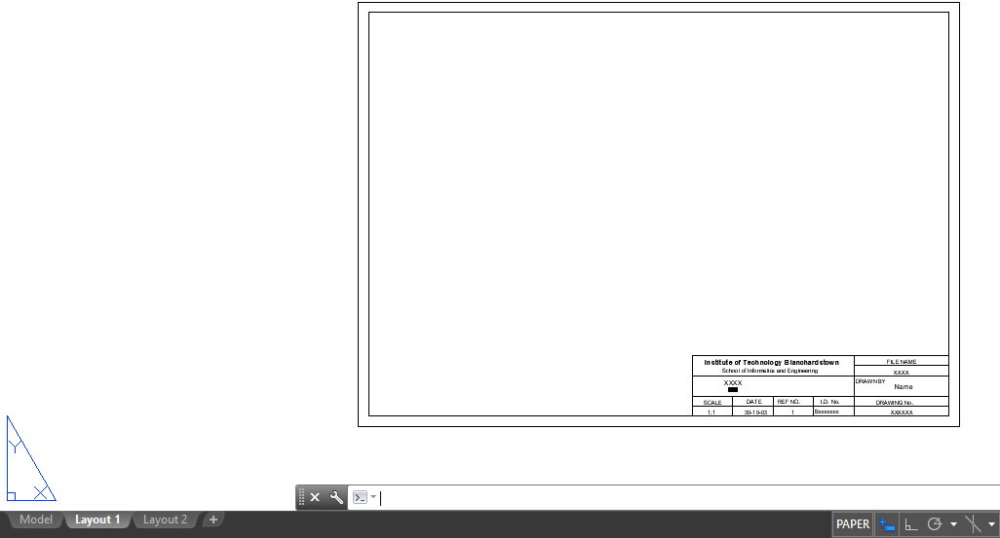 Institute of Technology Blanchardstown
School of Informatics and Engineering
FILE NAME
XXXX
XXXX
DRAWN BY
Name
SCALE
DATE
REF NO.
I.D. No.
DRAWING No.
1:1
30-10-03
1
Bxxxxxxx
XXXXXX
Y
X
Model
Layout 1
Layout 2
+
PAPER